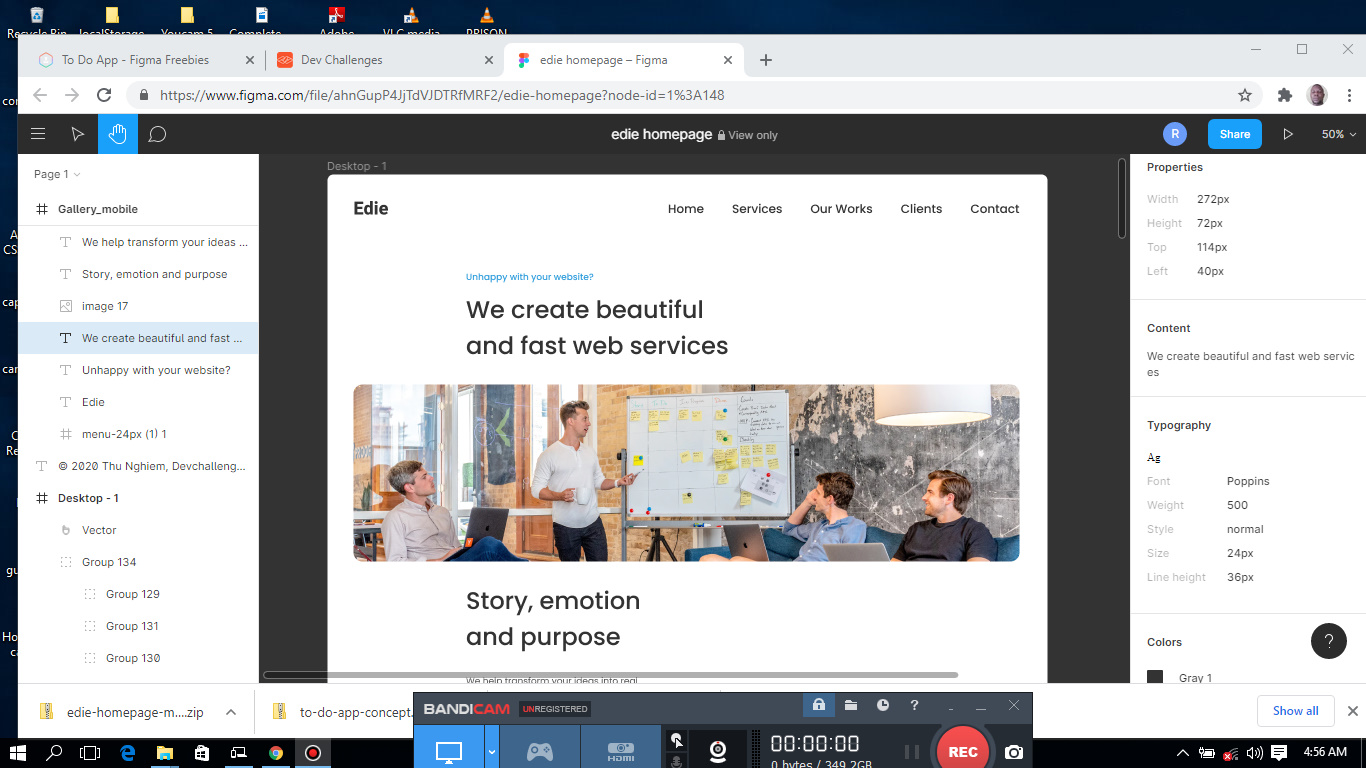 Recycle Bin
localStorage
Youcam 5
Complete
Adobe
VLC media
PRISON
To Do App - Figma Freebies
Dev Challenges
edie homepage – Figma
https://www.figma.com/file/ahnGupP4JjTdVJDTRfMRF2/edie-homepage?node-id=1%3A148
edie homepage
View only
R
Share
50%
Page 1
Gallery_mobile
We help transform your ideas ...
Story, emotion and purpose
image 17
We create beautiful and fast ...
Unhappy with your website?
Edie
menu-24px (1) 1
© 2020 Thu Nghiem, Devchalleng...
Desktop - 1
Vector
Group 134
Group 129
Group 131
Group 130
Desktop - 1
Edie
Home
Services
Our Works
Clients
Contact
Unhappy with your website?
We create beautiful
and fast web services
Story, emotion
and purpose
We help transform your ideas into real
Properties
Width 272px
Height 72px
Top 114px
Left 40px
Content
We create beautiful and fast web servic
es
Typography
Ag
Font Poppins
Weight 500
Style normal
Size 24px
Line height 36px
Colors
Gray 1
?
edie-homepage-m....zip
to-do-app-concept.
Show all
BANDICAM
UNREGISTERED
?
HDMI
00:00:00
0 bytes / 349.2GB
REC
4:56 AM